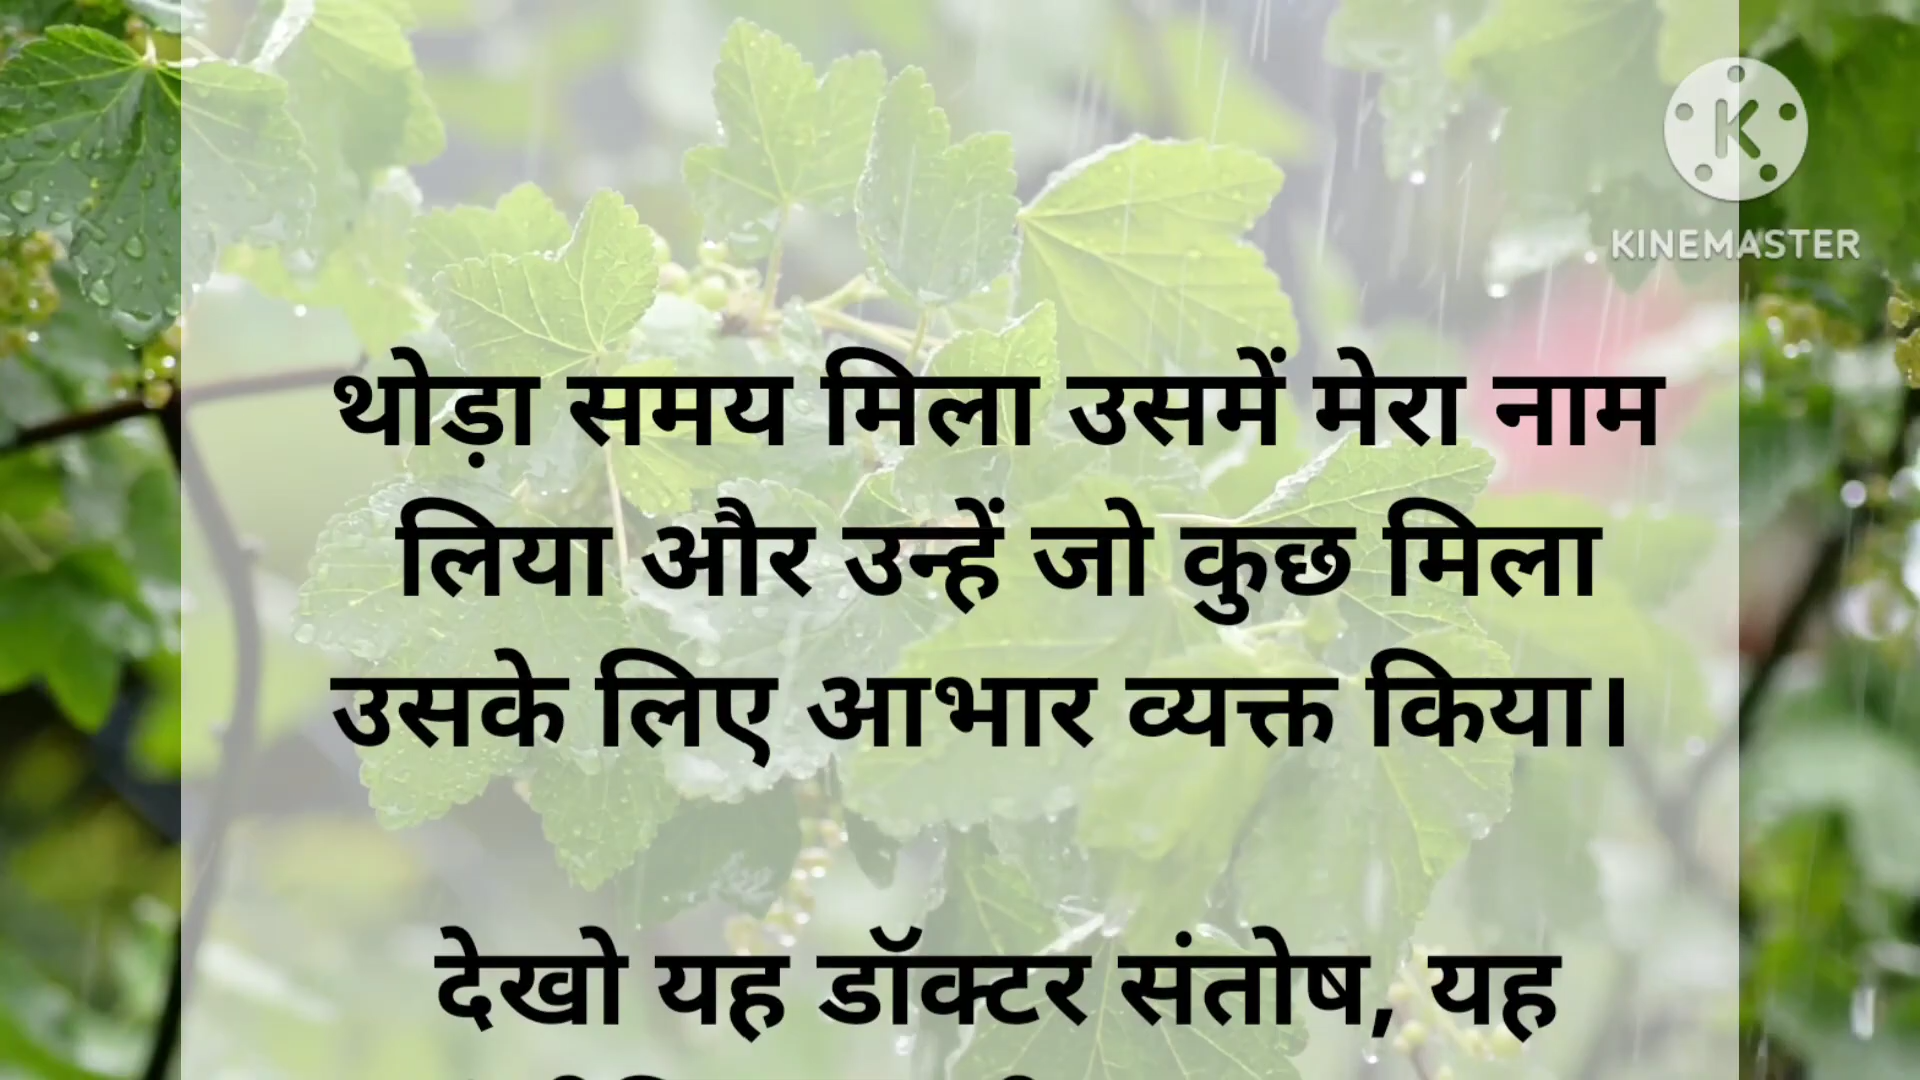 KINEMASTER
थोड़ा समय मिला उसमें मेरा नाम
लिया और उन्हें जो कुछ मिला
उसके लिए आभार व्यक्त किया।
देखो यह डॉक्टर संतोष, यह